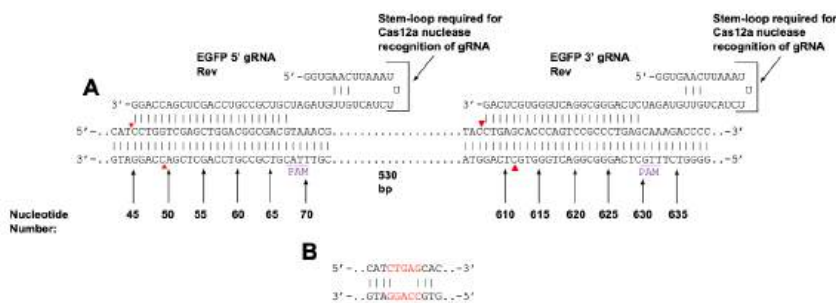 Stem-loop required for
Cas12a nuclease
recognition of gRNA
Stem-loop required for
Cas12a nuclease
recognition of gRNA
EGFP 5' gRNA
Rev
EGFP 3' gRNA
Rev
A
5'-GGUGAACUUAAAU
U
3'-GGACCAGCUCGACCUGCCGCUGCUAGAUGUUGUCAUCU
5'-GGUGAACUUAAAU
U
3'-GACUCGUGGGUCAGGCGGGACUCUAGAUGUUGUCAUCU
5'-..CATCCTGGTCGAGCTGGACGGCGACGTAAACG
TACCTGAGCACCCAGTCCGCCCTGAGCAAAGACCCC-3'
3'-..GTAGGACCAGCTCGACCTGCCGCTGCATTTGC
ATGGACTCGTGGGTCAGGCGGGACTCGTTTCTGGGG-5'
PAM
530
bp
PAM
Nucleotide
Number:
45 50 55 60 65 70 610 615 620 625 630 635
B
5'-..CATCTGAGCAC..-3'
3'-..GTAGGACCGTG..-5'